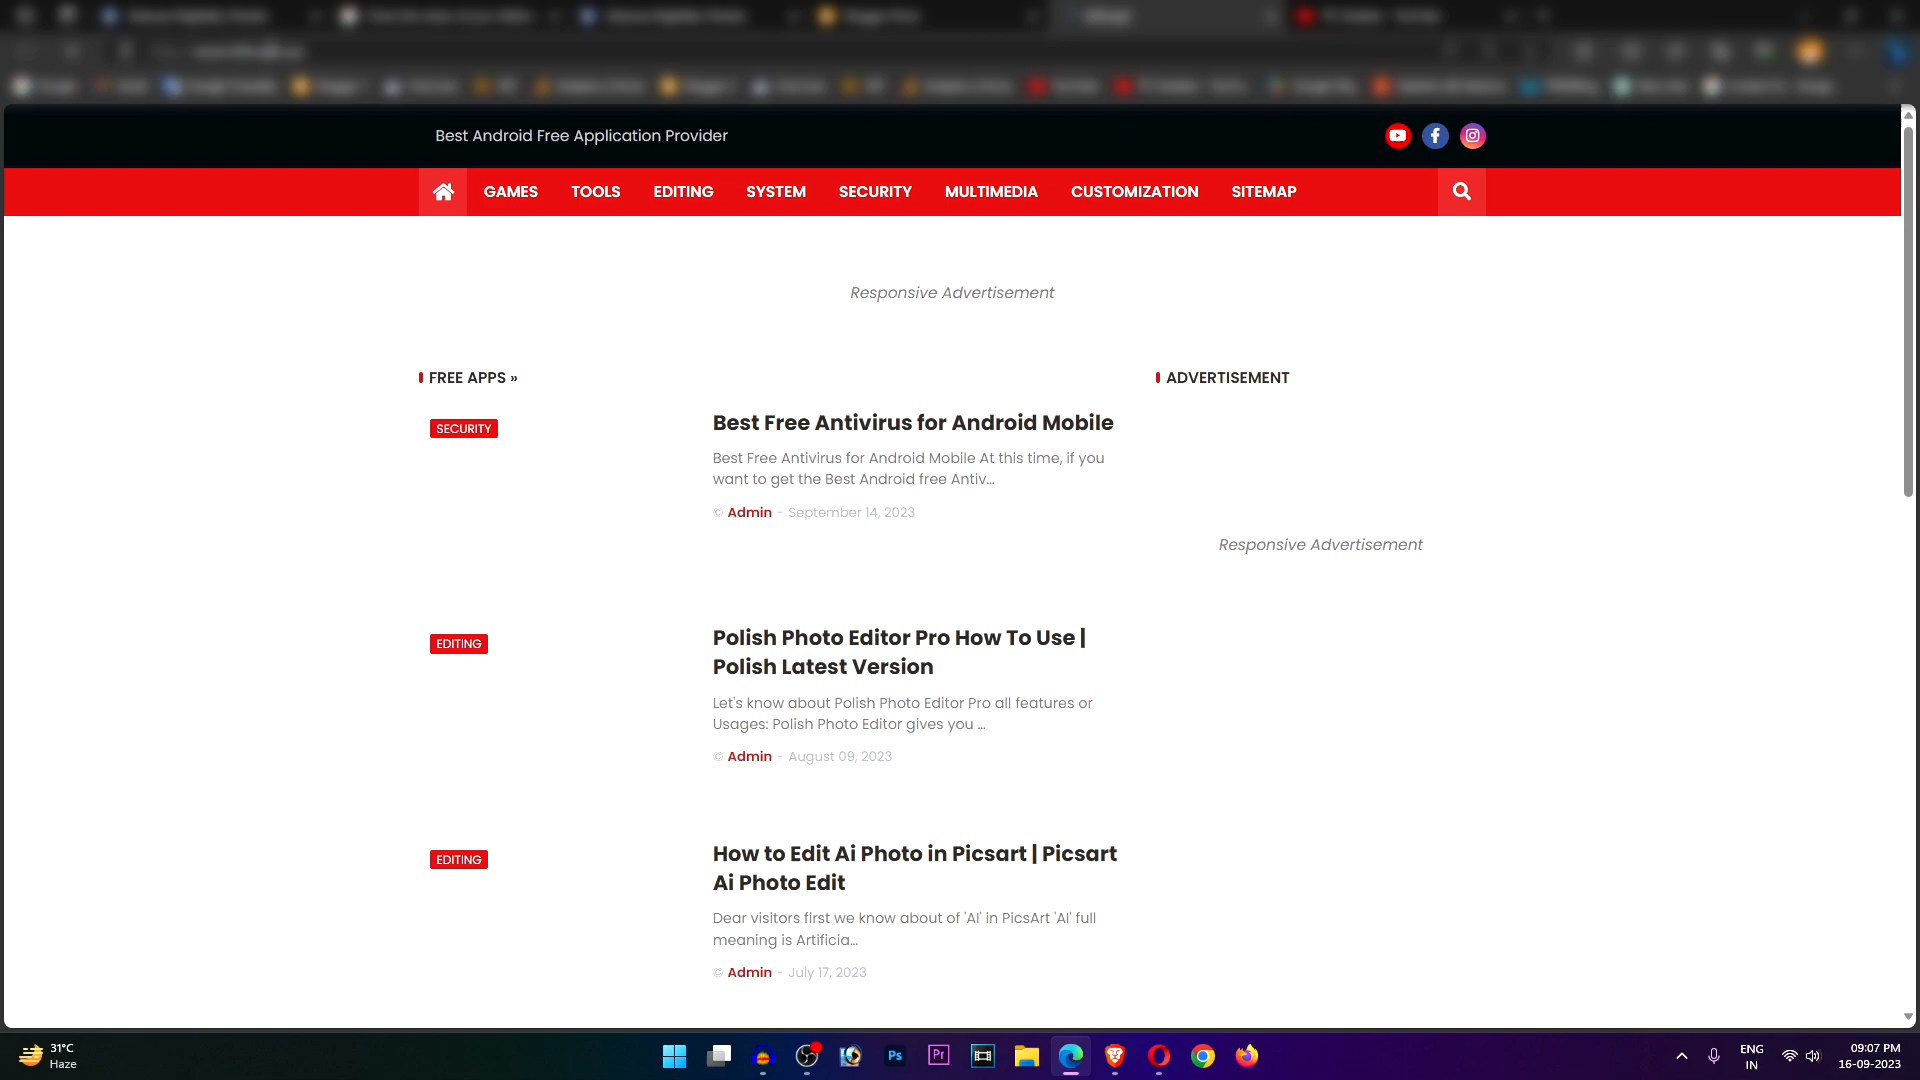 Best Android Free Application Provider
GAMES TOOLS EDITING SYSTEM SECURITY MULTIMEDIA CUSTOMIZATION SITEMAP
Responsive Advertisement
FREE APPS »
SECURITY
Best Free Antivirus for Android Mobile
Best Free Antivirus for Android Mobile At this time, if you
want to get the Best Android free Antiv...
© Admin - September 14, 2023
EDITING
Polish Photo Editor Pro How To Use |
Polish Latest Version
Let's know about Polish Photo Editor Pro all features or
Usages: Polish Photo Editor gives you ...
© Admin - August 09, 2023
EDITING
How to Edit Ai Photo in Picsart | Picsart
Ai Photo Edit
Dear visitors first we know about of 'AI' in PicsArt 'AI' full
meaning is Artificia...
© Admin - July 17, 2023
ADVERTISEMENT
Responsive Advertisement
31°C
Haze
Ps
Pr
ENG
IN
09:07 PM
16-09-2023